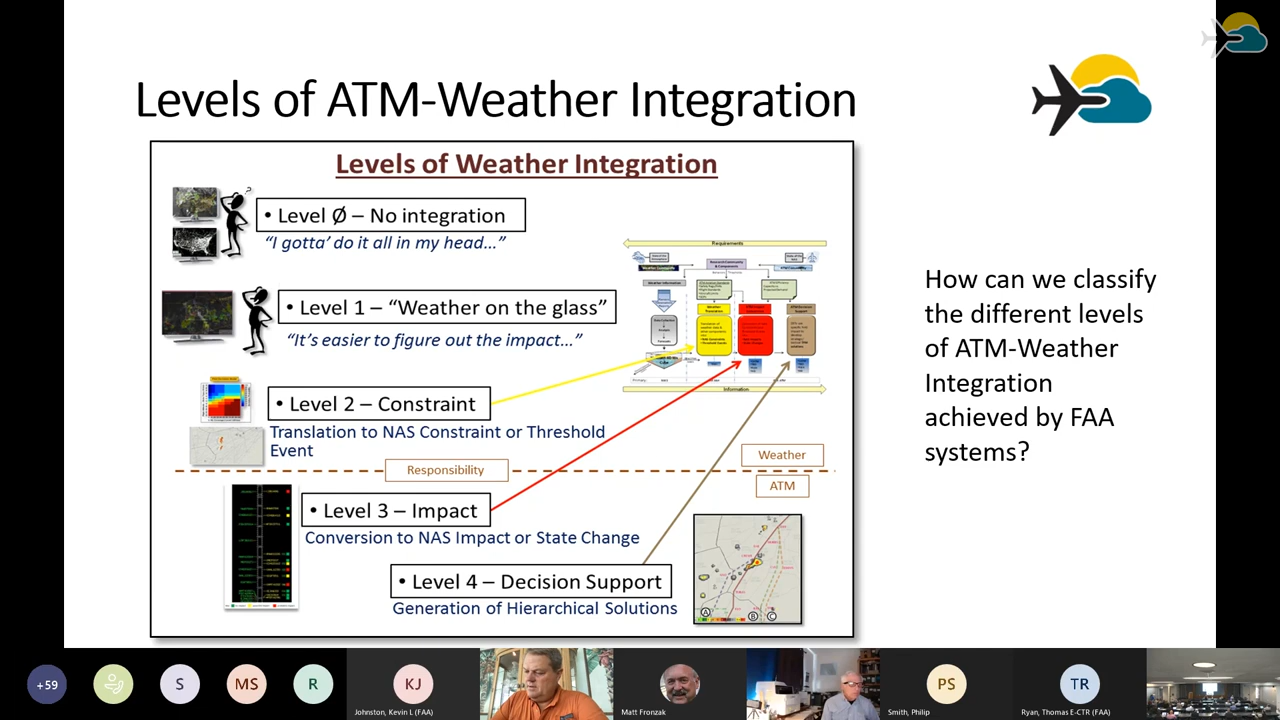 Levels of ATM-Weather Integration
Levels of Weather Integration
• Level Ø – No integration
“I gotta’ do it all in my head…”
• Level 1 – “Weather on the glass”
“It’s easier to figure out the impact…”
• Level 2 – Constraint
Translation to NAS Constraint or Threshold
Event
Responsibility
Weather
ATM
• Level 3 – Impact
Conversion to NAS Impact or State Change
• Level 4 – Decision Support
Generation of Hierarchical Solutions
Requirements
Information
A
B
C
How can we classify
the different levels
of ATM-Weather
Integration
achieved by FAA
systems?
+59
S
MS
R
KJ
Johnston, Kevin L (FAA)
Matt Fronzak
PS
Smith, Philip
TR
Ryan, Thomas E-CTR (FAA)